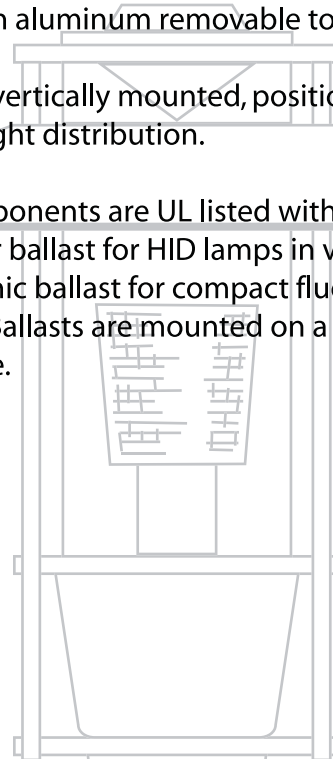 aluminum removable to
vertically mounted, positio
ght distribution.
ponents are UL listed with
ballast for HID lamps in v
nic ballast for compact flu
Ballasts are mounted on a
e.